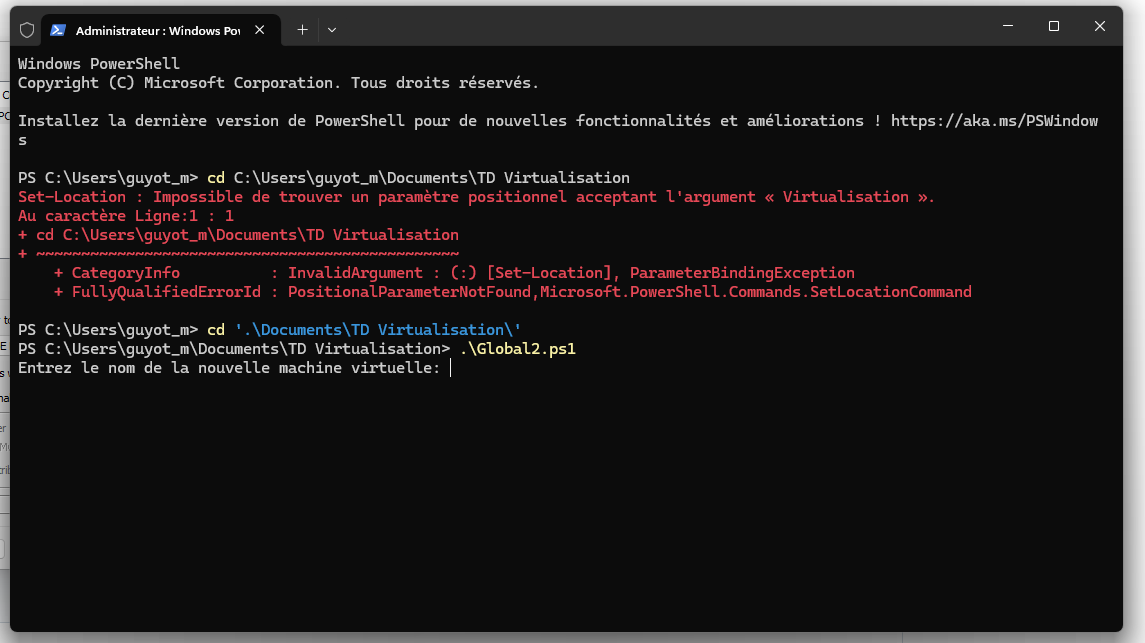 Administrateur : Windows Po
Windows PowerShell
Copyright (C) Microsoft Corporation. Tous droits réservés.
Installez la dernière version de PowerShell pour de nouvelles fonctionnalités et améliorations ! https://aka.ms/PSWindow
s
PS C:\Users\guyot_m> cd C:\Users\guyot_m\Documents\TD Virtualisation
Set-Location : Impossible de trouver un paramètre positionnel acceptant l'argument « Virtualisation ».
Au caractère Ligne:1 : 1
+ cd C:\Users\guyot_m\Documents\TD Virtualisation
+ ~~~~~~~~~~~~~~~~~~~~~~~~~~~~~~~~~~~~~~~~~~~~~~~
    + CategoryInfo          : InvalidArgument : (:) [Set-Location], ParameterBindingException
    + FullyQualifiedErrorId : PositionalParameterNotFound,Microsoft.PowerShell.Commands.SetLocationCommand
PS C:\Users\guyot_m> cd '.\Documents\TD Virtualisation\'
PS C:\Users\guyot_m\Documents\TD Virtualisation> .\Global2.ps1
Entrez le nom de la nouvelle machine virtuelle: